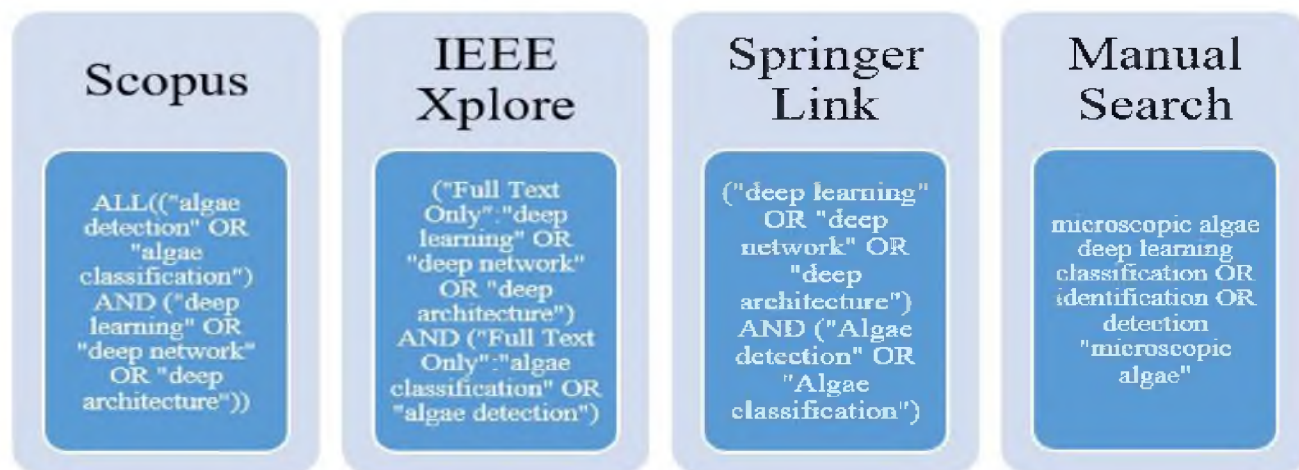 Scopus
ALL(("algae
detection" OR
"algae
classification")
AND ("deep
learning" OR
"deep network"
OR "deep
architecture"))
IEEE
Xplore
("Full Text
Only":"deep
learning" OR
"deep network"
OR "deep
architecture")
AND ("Full Text
Only":"algae
classification" OR
"algae detection")
Springer
Link
("deep learning"
OR "deep
network" OR
"deep
architecture")
AND ("Algae
detection" OR
"Algae
classification")
Manual
Search
microscopic algae
deep learning
classification OR
identification OR
detection
"microscopic
algae"